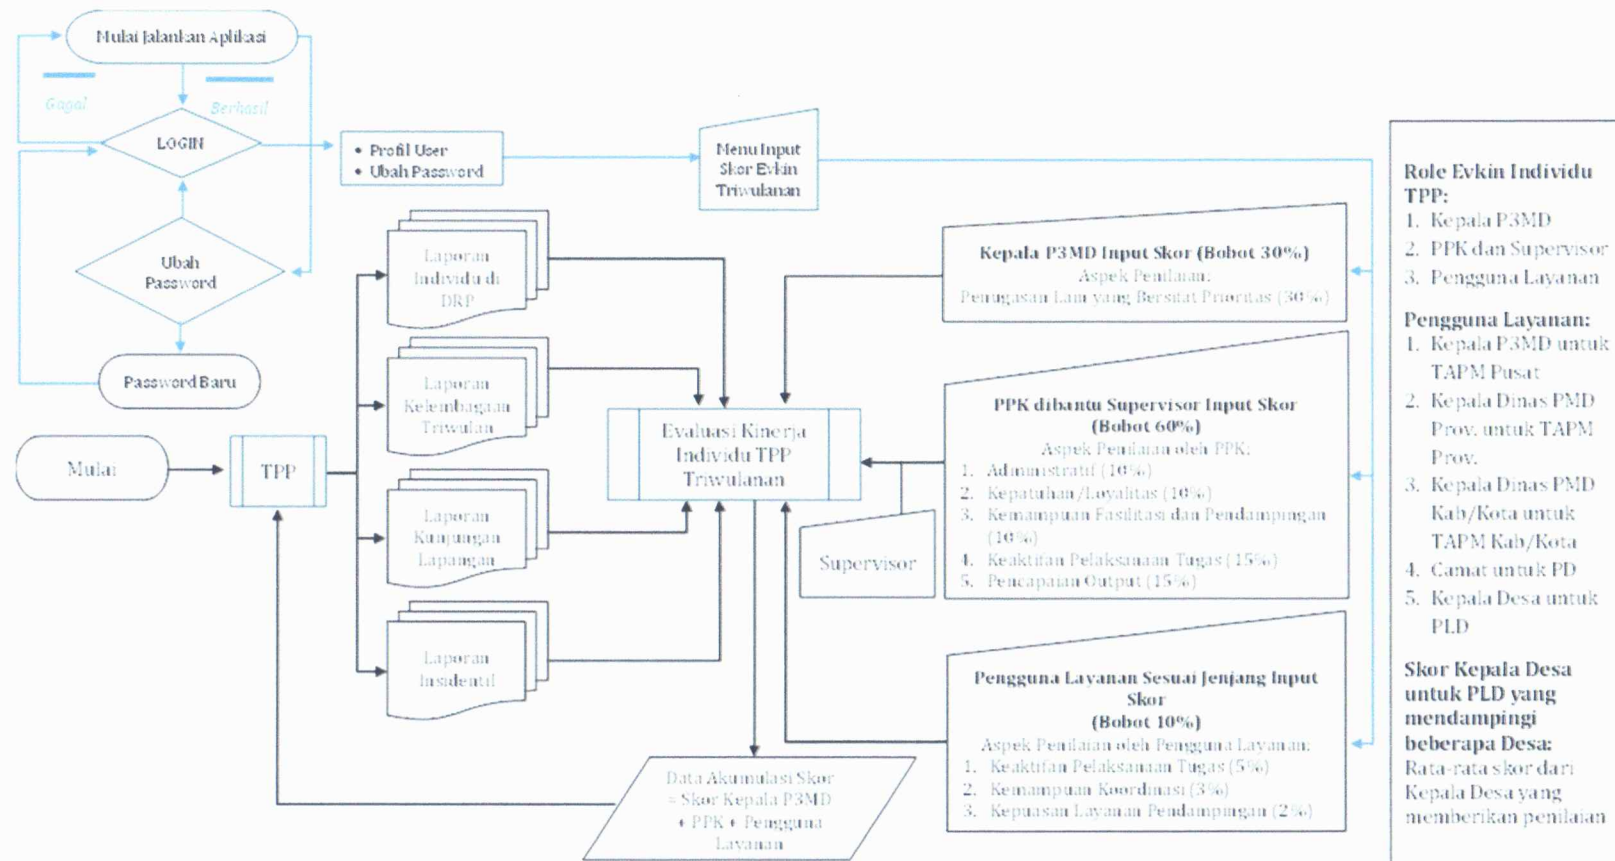 Mulai Jalankan Aplikasi
Gagal
Berhasil
LOGIN
• Profil User
• Ubah Password
Menu Input
Skor Evkin
Triwulanan
Ubah
Password
Password Baru
Mulai
TPP
Laporan
Individu di
DRP
Laporan
Kelembagaan
Triwulan
Laporan
Kunjungan
Lapangan
Laporan
Insidentil
Evaluasi Kinerja
Individu TPP
Triwulanan
Data Akumulasi Skor
= Skor Kepala P3MD
+ PPK + Pengguna
Layanan
Kepala P3MD Input Skor (Bobot 30%)
Aspek Penilaian:
Penugasan Lain yang Bersifat Prioritas (30%)
PPK dibantu Supervisor Input Skor
(Bobot 60%)
Aspek Penilaian oleh PPK:
1. Administratif (10%)
2. Kepatuhan/Loyalitas (10%)
3. Kemampuan Fasilitasi dan Pendampingan
(10%)
4. Keaktifan Pelaksanaan Tugas (15%)
5. Pencapaian Output (15%)
Supervisor
Pengguna Layanan Sesuai Jenjang Input
Skor
(Bobot 10%)
Aspek Penilaian oleh Pengguna Layanan:
1. Keaktifan Pelaksanaan Tugas (5%)
2. Kemampuan Koordinasi (3%)
3. Kepuasan Layanan Pendampingan (2%)
Role Evkin Individu
TPP:
1. Kepala P3MD
2. PPK dan Supervisor
3. Pengguna Layanan
Pengguna Layanan:
1. Kepala P3MD untuk
TAPM Pusat
2. Kepala Dinas PMD
Prov. untuk TAPM
Prov.
3. Kepala Dinas PMD
Kab/Kota untuk
TAPM Kab/Kota
4. Camat untuk PD
5. Kepala Desa untuk
PLD
Skor Kepala Desa
untuk PLD yang
mendampingi
beberapa Desa:
Rata-rata skor dari
Kepala Desa yang
memberikan penilaian